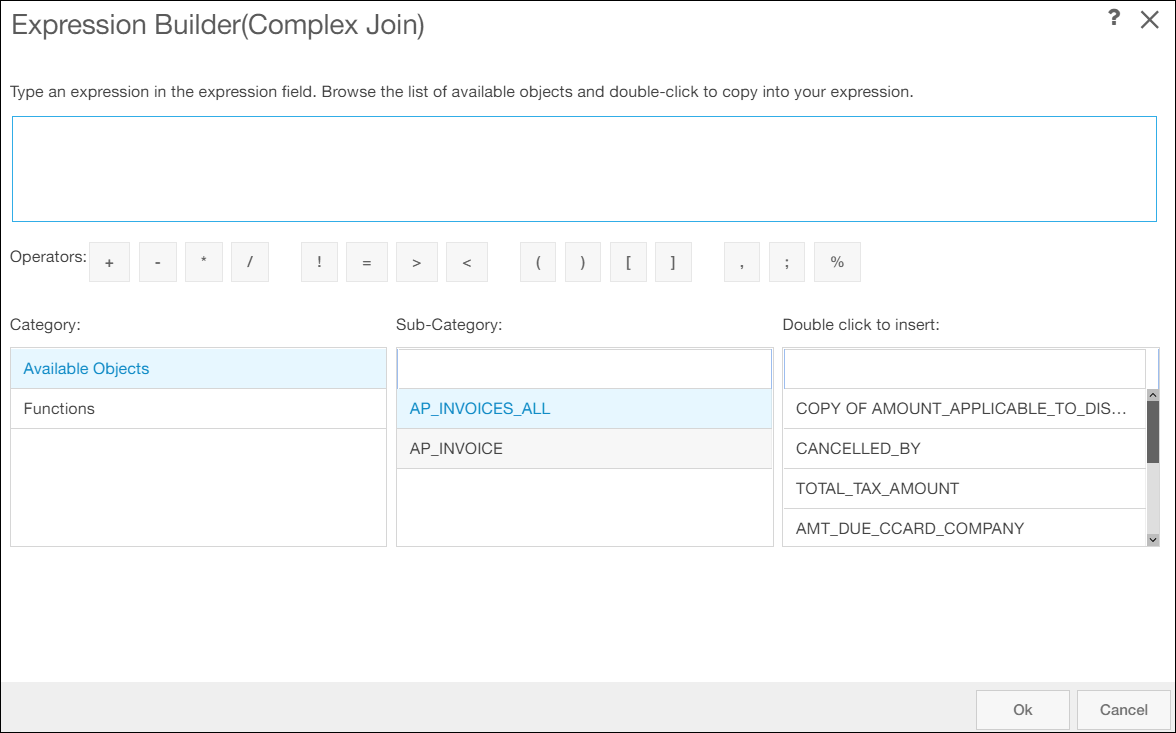 Expression Builder(Complex Join)
?
Type an expression in the expression field. Browse the list of available objects and double-click to copy into your expression.
Operators: + - * / ! = > < ( ) [ ] , ; %
Category: Sub-Category: Double click to insert:
Available Objects
Functions
AP_INVOICES_ALL
AP_INVOICE
COPY OF AMOUNT_APPLICABLE_TO_DIS...
CANCELLED_BY
TOTAL_TAX_AMOUNT
AMT_DUE_CCARD_COMPANY
Ok Cancel